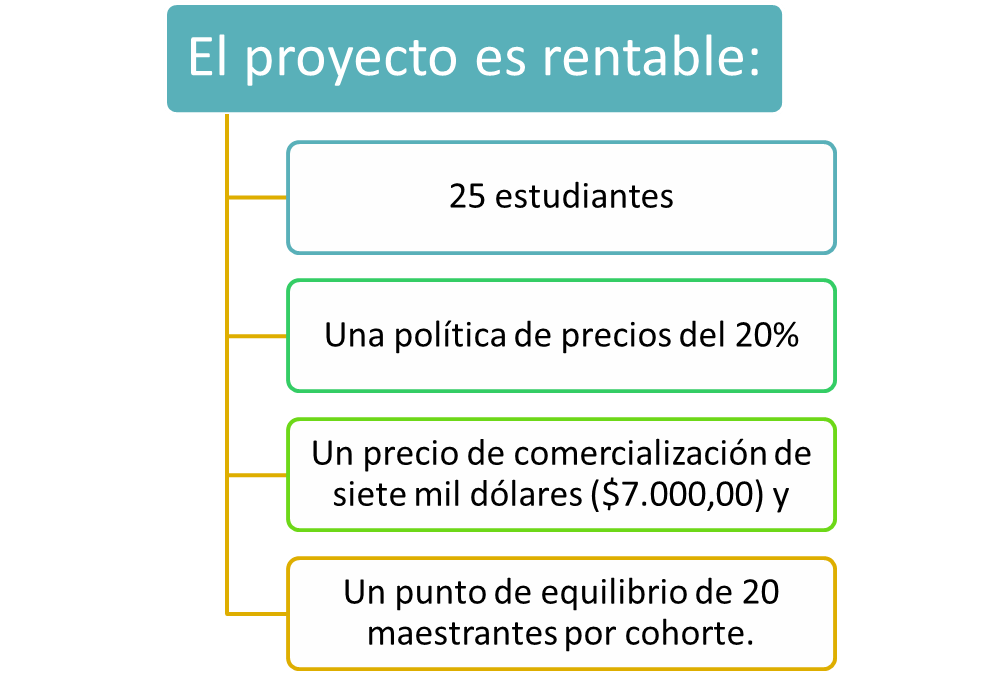 El proyecto es rentable:
25 estudiantes
Una política de precios del 20%
Un precio de comercialización de
siete mil dólares ($7.000,00) y
Un punto de equilibrio de 20
maestrantes por cohorte.